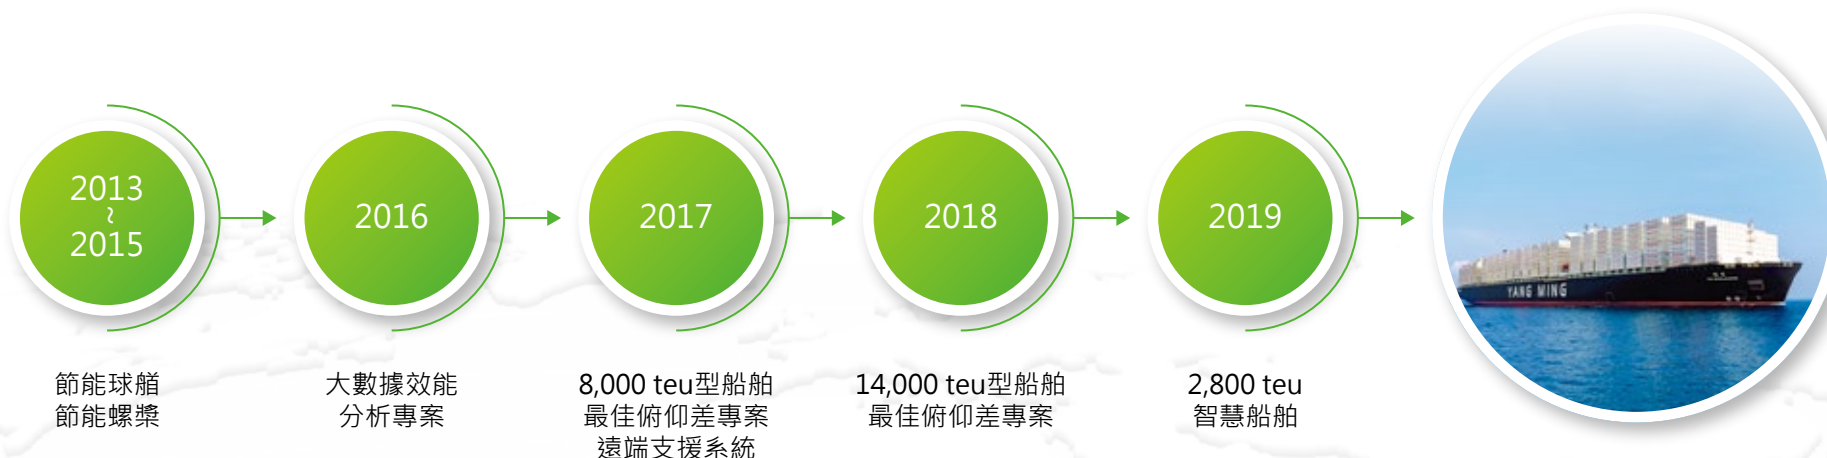 2013
~
2015
2016
2017
2018
2019
節能球艏
節能螺槳
大數據效能
分析專案
8,000 teu型船舶
最佳俯仰差專案
遠端支援系統
14,000 teu型船舶
最佳俯仰差專案
2,800 teu
智慧船舶
YANG MING